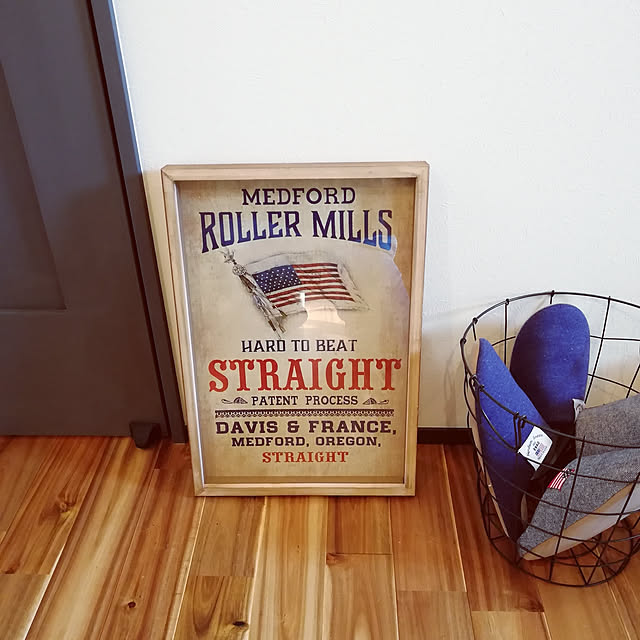 MEDFORD
ROLLER MILLS
HARD TO BEAT
STRAIGHT
PATENT PROCESS
DAVIS & FRANCE,
MEDFORD, OREGON,
STRAIGHT